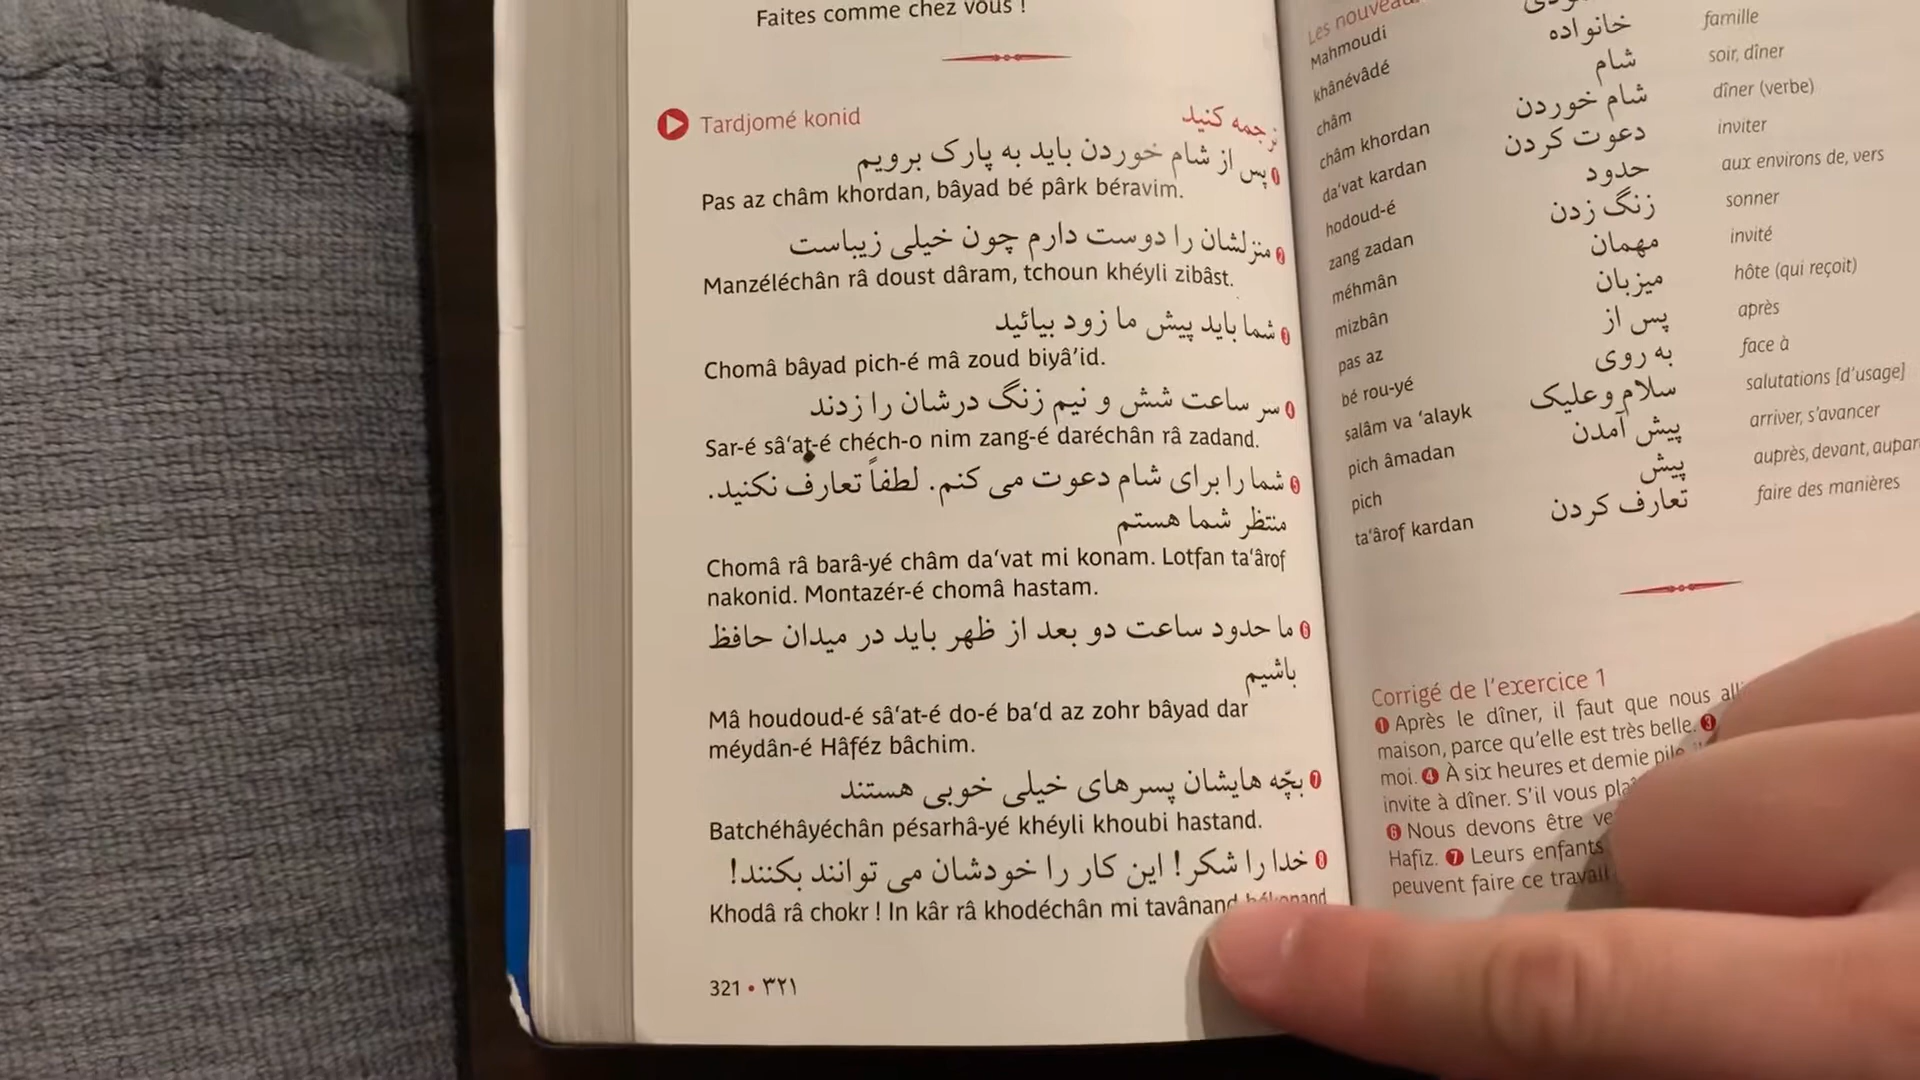 Faites comme chez vous !
Tardjomé konid
ترجمه کنید
❶ پس از شام خوردن باید به پارک برویم
Pas az châm khordan, bâyad bé pârk béravim.
❷ منزلشان را دوست دارم چون خیلی زیباست
Manzéléchân râ doust dâram, tchoun khéyli zibâst.
❸ شما باید پیش ما زود بیائید
Chomâ bâyad pich-é mâ zoud biyâ’id.
❹ سر ساعت شش و نیم زنگ درشان را زدند
Sar-é sâ‘at-é chéch-o nim zang-é daréchân râ zadand.
❺ شما را برای شام دعوت می کنم. لطفاً تعارف نکنید.
منتظر شما هستم
Chomâ râ barâ-yé châm da‘vat mi konam. Lotfan ta‘ârof
nakonid. Montazér-é chomâ hastam.
❻ ما حدود ساعت دو بعد از ظهر باید در میدان حافظ
باشیم
Mâ houdoud-é sâ‘at-é do-é ba‘d az zohr bâyad dar
méydân-é Hâféz bâchim.
❼ بچّه هایشان پسرهای خیلی خوبی هستند
Batchéhâyéchân pésarhâ-yé khéyli khoubi hastand.
❽ خدا را شکر! این کار را خودشان می توانند بکنند!
Khodâ râ chokr ! In kâr râ khodéchân mi tavânand
321 • ۳۲۱
Les
Mahmoudi
khânévâdé خانواده famille
châm شام soir, dîner
châm khordan شام خوردن dîner (verbe)
da‘vat kardan دعوت کردن inviter
hodoud-é حدود aux environs de, vers
zang zadan زنگ زدن sonner
méhmân مهمان invité
mizbân میزبان hôte (qui reçoit)
pas az پس از après
bé rou-yé به روی face à
salâm va ‘alayk سلام و علیک salutations [d’usage]
pich âmadan پیش آمدن arriver, s’avancer
pich پیش auprès, devant,
ta‘ârof kardan تعارف کردن faire des manières
Corrigé de l’exercice 1
❶ Après le dîner, il faut que nous
maison, parce qu’elle est très belle. ❸
moi. ❹ À six heures et demie
invite à dîner. S’il vous
❻ Nous devons être
Hafiz. ❼ Leurs enfants
peuvent faire ce